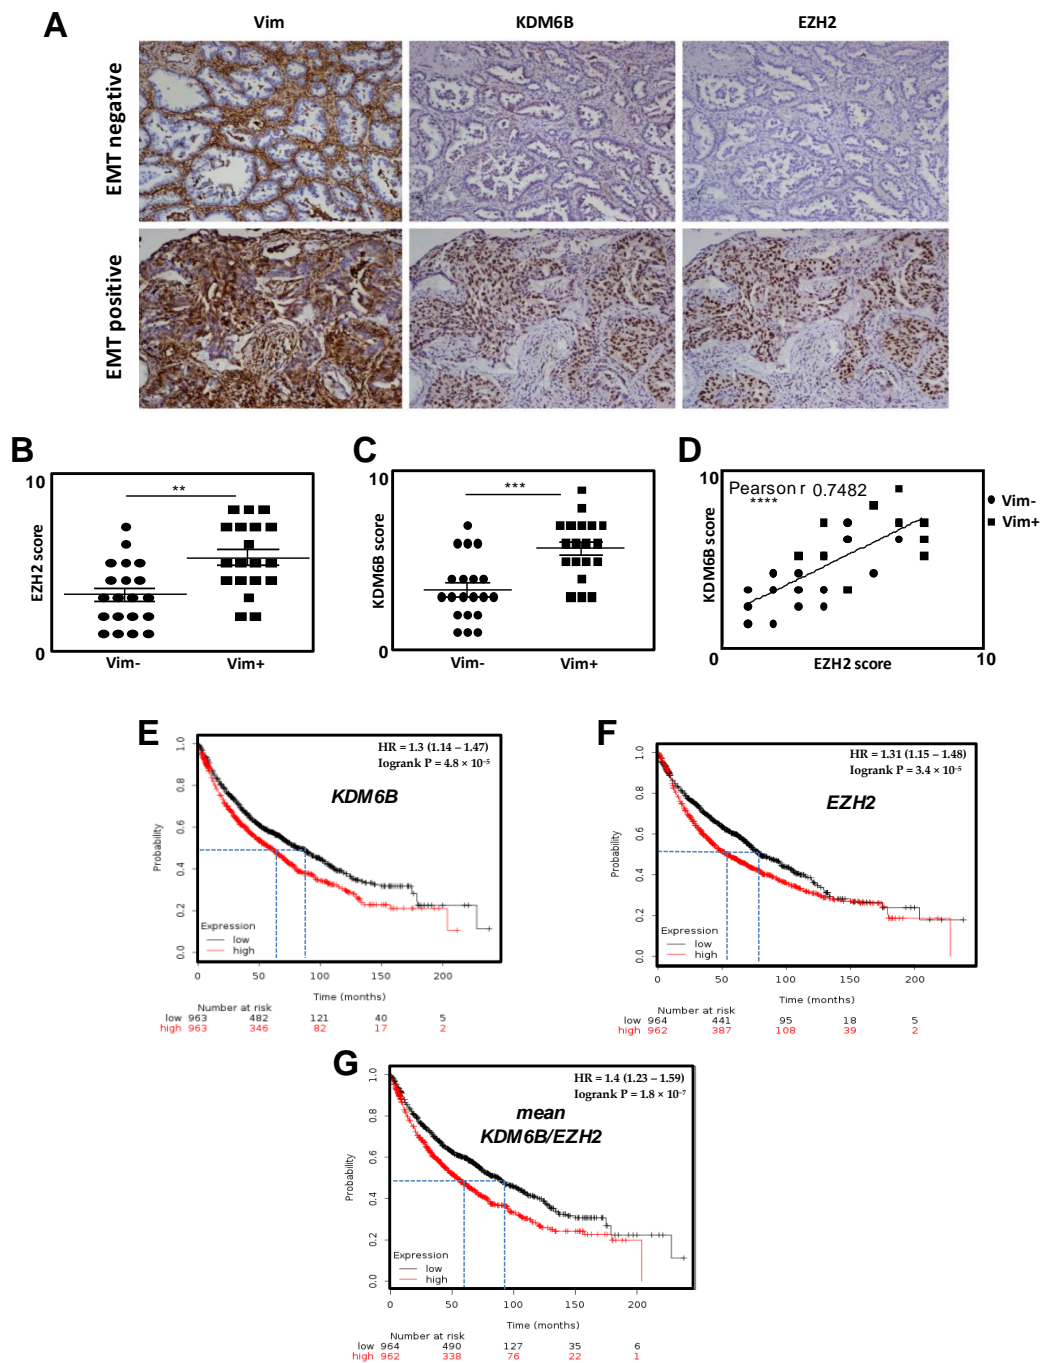 A
Vim
KDM6B
EZH2
EMT negative
EMT positive
B
10
EZH2 score
0
**
Vim-
Vim+
C
10
KDM6B score
0
***
Vim-
Vim+
D
10
KDM6B score
0
Pearson r 0.7482
****
EZH2 score
10
Vim-
Vim+
E
HR = 1.3 (1.14 – 1.47)
logrank P = 4.8 × 10⁻⁵
KDM6B
Probability
1.0
0.8
0.6
0.4
0.2
0.0
Expression
low
high
0 50 100 150 200
Time (months)
Number at risk
low 963 482 121 40 5
high 963 346 82 17 2
F
HR = 1.31 (1.15 – 1.48)
logrank P = 3.4 × 10⁻⁵
EZH2
Probability
1.0
0.8
0.6
0.4
0.2
0.0
Expression
low
high
0 50 100 150 200
Time (months)
Number at risk
low 964 441 95 18 5
high 962 387 108 39 2
G
HR = 1.4 (1.23 – 1.59)
logrank P = 1.8 × 10⁻⁷
mean
KDM6B/EZH2
Probability
1.0
0.8
0.6
0.4
0.2
0.0
Expression
low
high
0 50 100 150 200
Time (months)
Number at risk
low 964 490 127 35 6
high 962 338 76 22 1